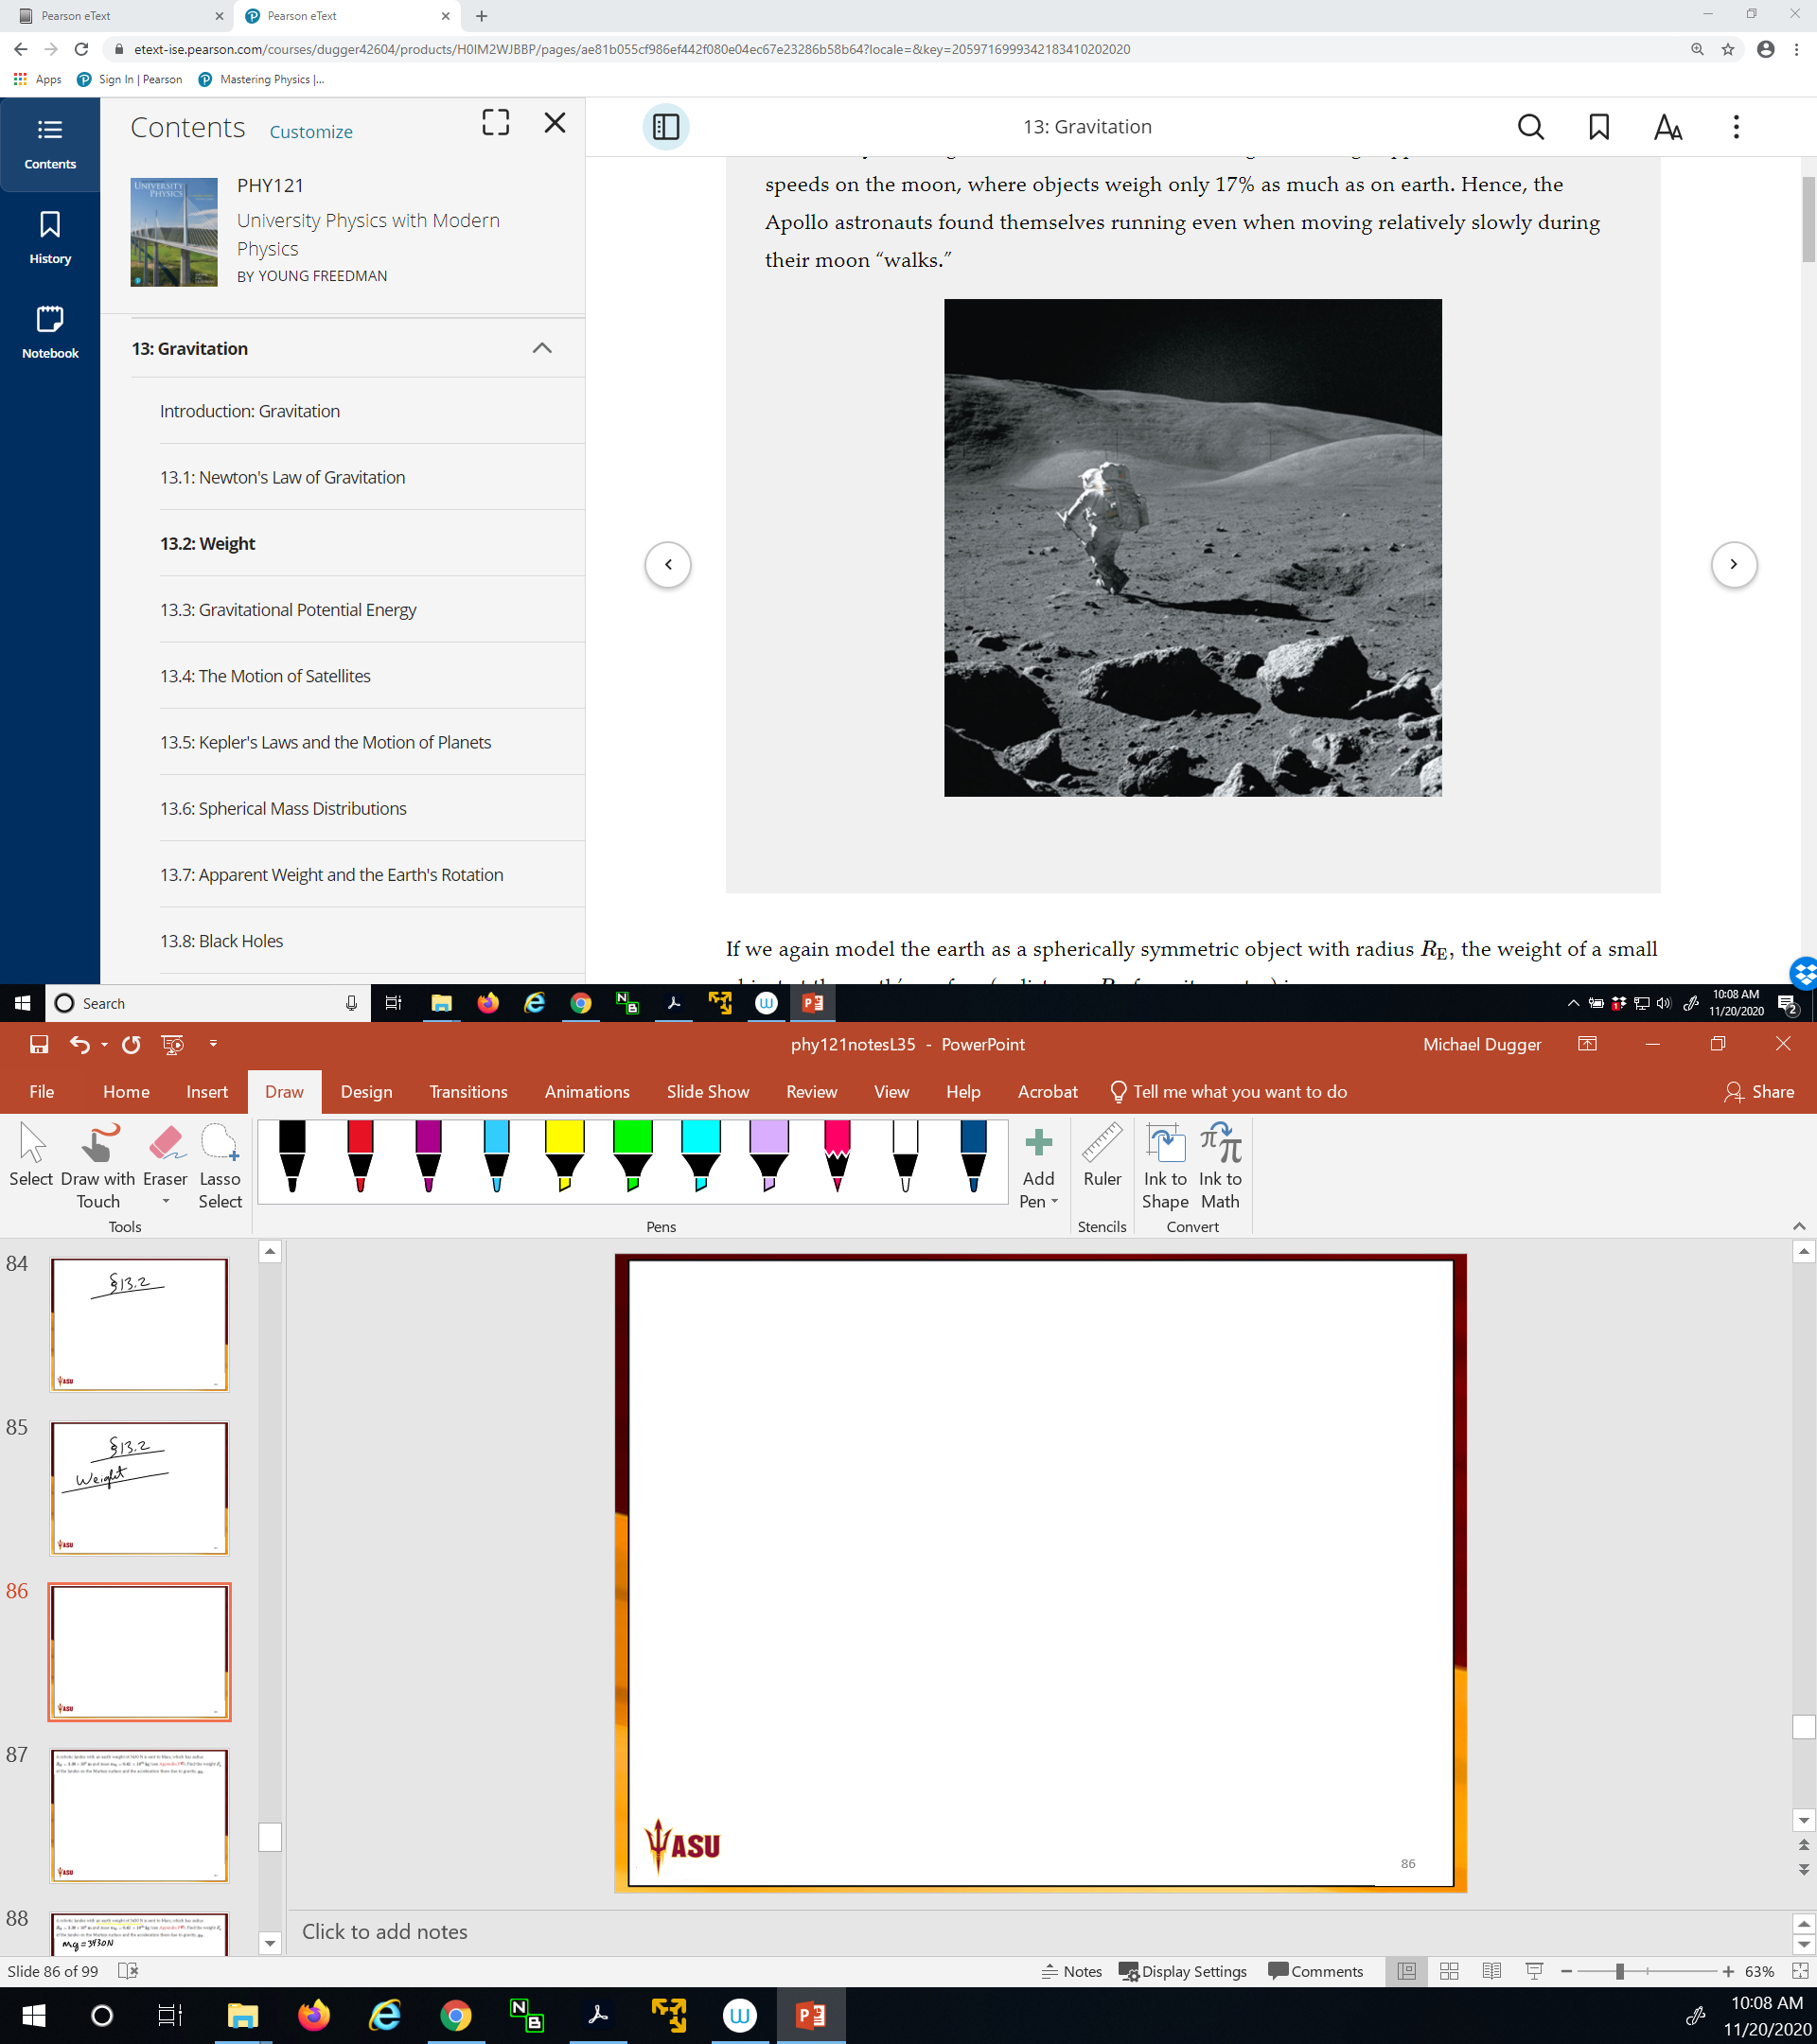 Pearson eText
Pearson eText
etext-ise.pearson.com/courses/dugger42604/products/H0IM2WJBBP/pages/ae81b055cf986ef442f080e04ec67e23286b58b64?locale=&key=2059716999342183410202020
Apps
Sign In | Pearson
Mastering Physics |...
Contents
History
Notebook
Contents
Customize
UNIVERSITY
PHYSICS
PHY121
University Physics with Modern
Physics
BY YOUNG FREEDMAN
13: Gravitation
Introduction: Gravitation
13.1: Newton's Law of Gravitation
13.2: Weight
13.3: Gravitational Potential Energy
13.4: The Motion of Satellites
13.5: Kepler's Laws and the Motion of Planets
13.6: Spherical Mass Distributions
13.7: Apparent Weight and the Earth's Rotation
13.8: Black Holes
13: Gravitation
speeds on the moon, where objects weigh only 17% as much as on earth. Hence, the
Apollo astronauts found themselves running even when moving relatively slowly during
their moon “walks.”
If we again model the earth as a spherically symmetric object with radius RE, the weight of a small
Search
10:08 AM
11/20/2020
2
phy121notesL35 - PowerPoint
Michael Dugger
File Home Insert Draw Design Transitions Animations Slide Show Review View Help Acrobat Tell me what you want to do Share
Select
Draw with
Touch
Eraser
Lasso
Select
Tools
Pens
Add
Pen
Ruler
Stencils
Ink to
Shape
Ink to
Math
Convert
84
§13.2
ASU
85
§13.2
Weight
ASU
86
ASU
87
ASU
88
mg = 3430N
ASU
86
Click to add notes
Slide 86 of 99
Notes
Display Settings
Comments
63%
10:08 AM
11/20/2020